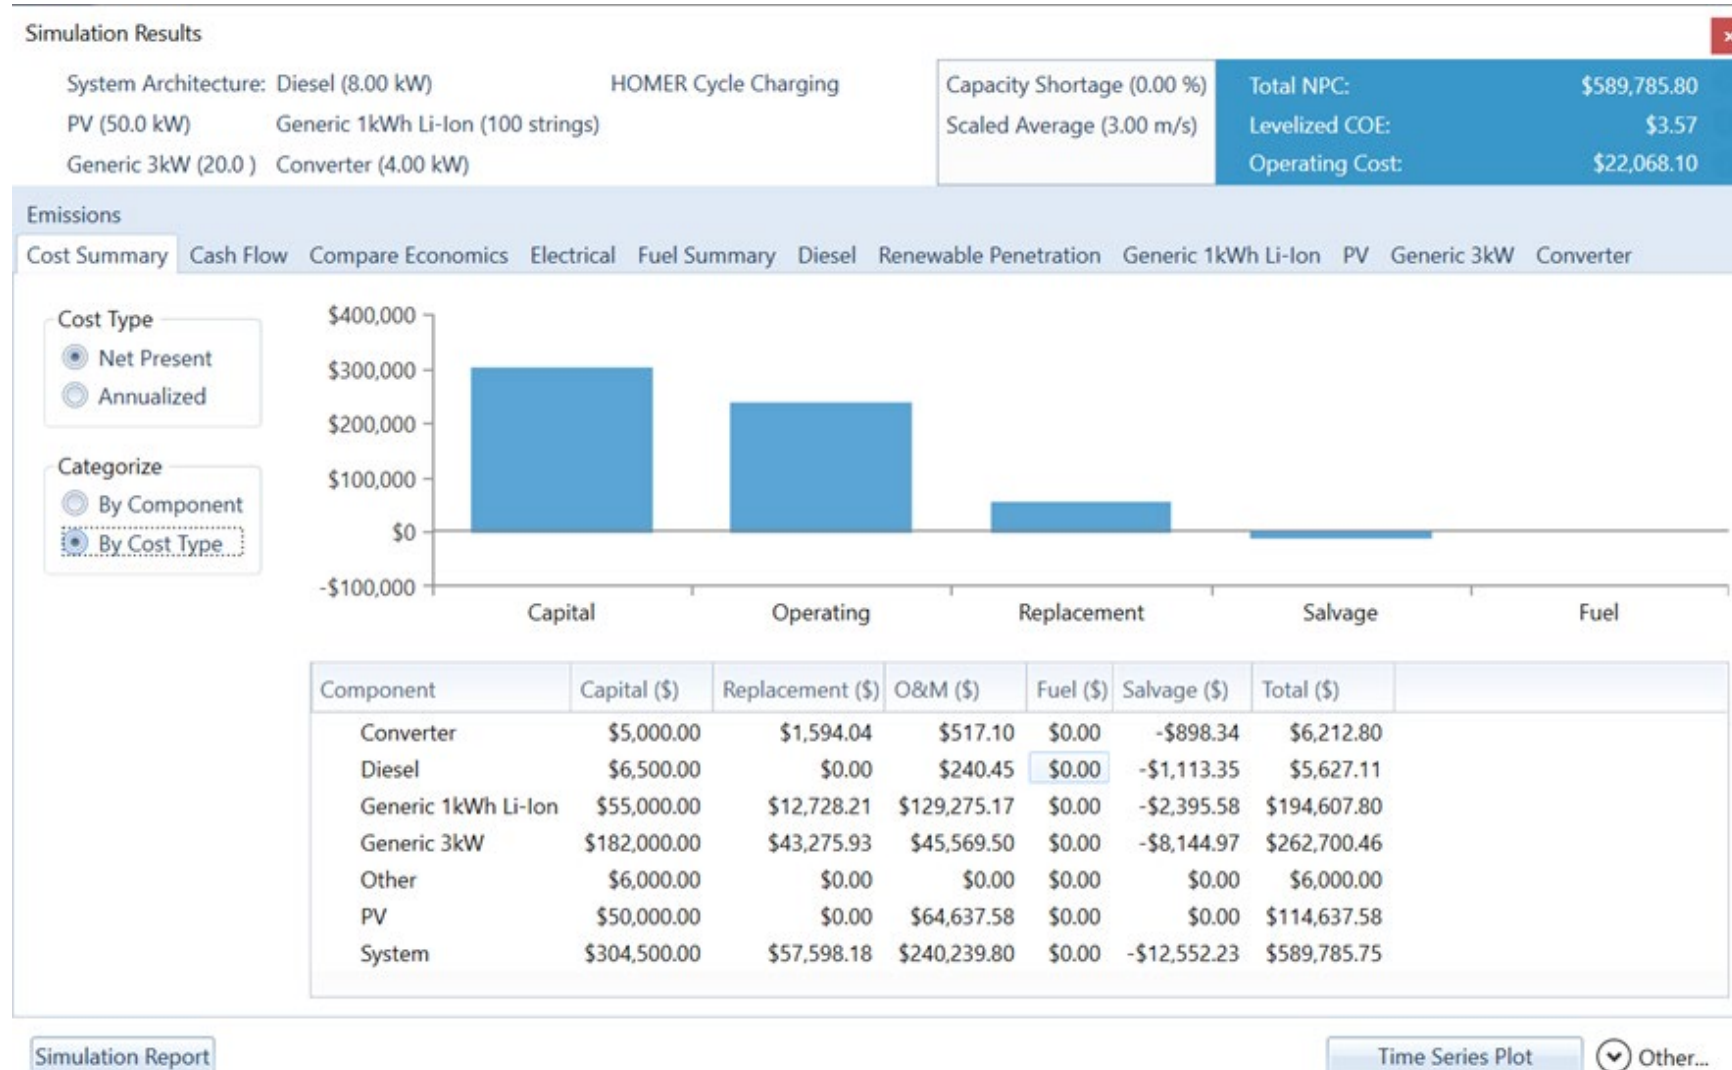 Simulation Results
System Architecture: Diesel (8.00 kW) HOMER Cycle Charging
PV (50.0 kW) Generic 1kWh Li-Ion (100 strings)
Generic 3kW (20.0 ) Converter (4.00 kW)
Capacity Shortage (0.00 %)
Scaled Average (3.00 m/s)
Total NPC: $589,785.80
Levelized COE: $3.57
Operating Cost: $22,068.10
Emissions
Cost Summary Cash Flow Compare Economics Electrical Fuel Summary Diesel Renewable Penetration Generic 1kWh Li-Ion PV Generic 3kW Converter
Cost Type
Net Present
Annualized
Categorize
By Component
By Cost Type
$400,000
$300,000
$200,000
$100,000
$0
-$100,000
Capital Operating Replacement Salvage Fuel
Component Capital ($) Replacement ($) O&M ($) Fuel ($) Salvage ($) Total ($)
Converter $5,000.00 $1,594.04 $517.10 $0.00 -$898.34 $6,212.80
Diesel $6,500.00 $0.00 $240.45 $0.00 -$1,113.35 $5,627.11
Generic 1kWh Li-Ion $55,000.00 $12,728.21 $129,275.17 $0.00 -$2,395.58 $194,607.80
Generic 3kW $182,000.00 $43,275.93 $45,569.50 $0.00 -$8,144.97 $262,700.46
Other $6,000.00 $0.00 $0.00 $0.00 $0.00 $6,000.00
PV $50,000.00 $0.00 $64,637.58 $0.00 $0.00 $114,637.58
System $304,500.00 $57,598.18 $240,239.80 $0.00 -$12,552.23 $589,785.75
Simulation Report Time Series Plot Other...